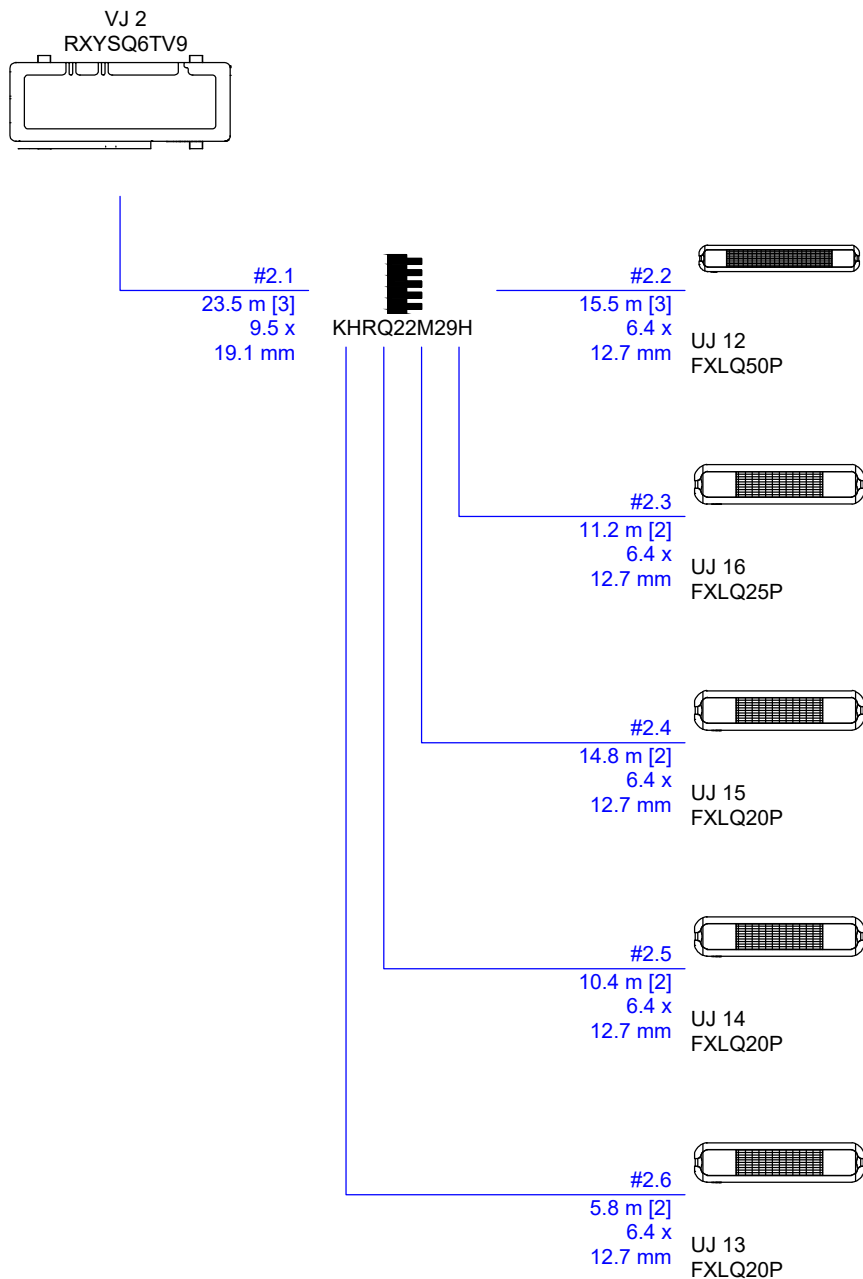 VJ 2
RXYSQ6TV9
#2.1
23.5 m [3]
9.5 x
19.1 mm
KHRQ22M29H
#2.2
15.5 m [3]
6.4 x
12.7 mm
UJ 12
FXLQ50P
#2.3
11.2 m [2]
6.4 x
12.7 mm
UJ 16
FXLQ25P
#2.4
14.8 m [2]
6.4 x
12.7 mm
UJ 15
FXLQ20P
#2.5
10.4 m [2]
6.4 x
12.7 mm
UJ 14
FXLQ20P
#2.6
5.8 m [2]
6.4 x
12.7 mm
UJ 13
FXLQ20P